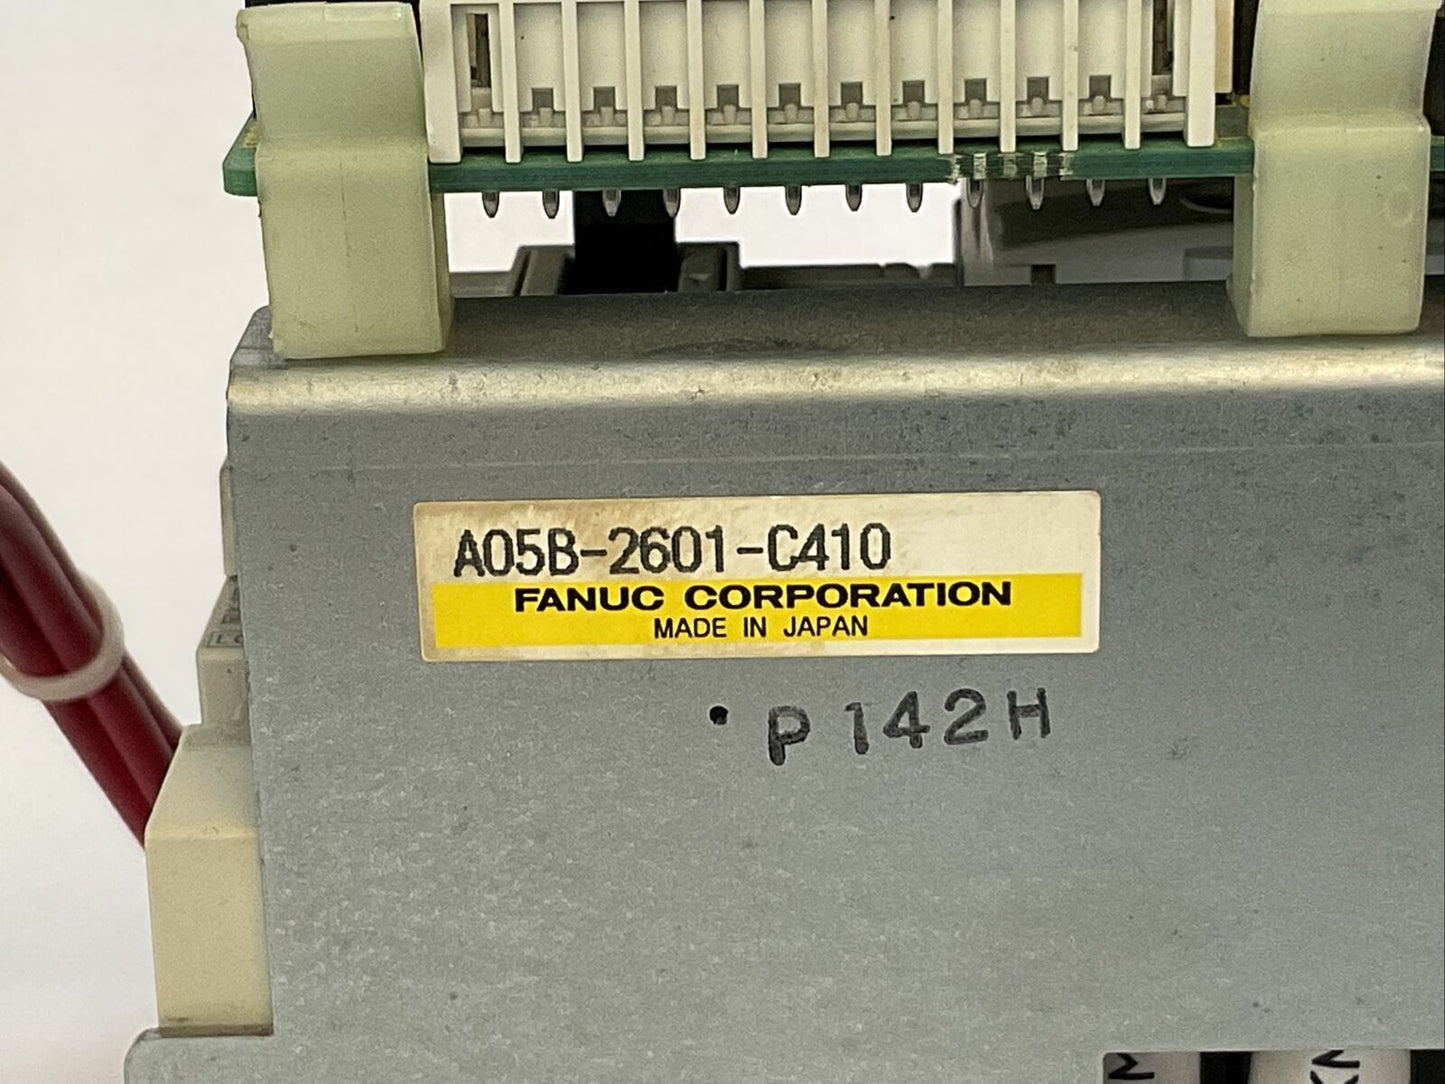 A05B-2601-C410
FANUC CORPORATION
MADE IN JAPAN
P142H